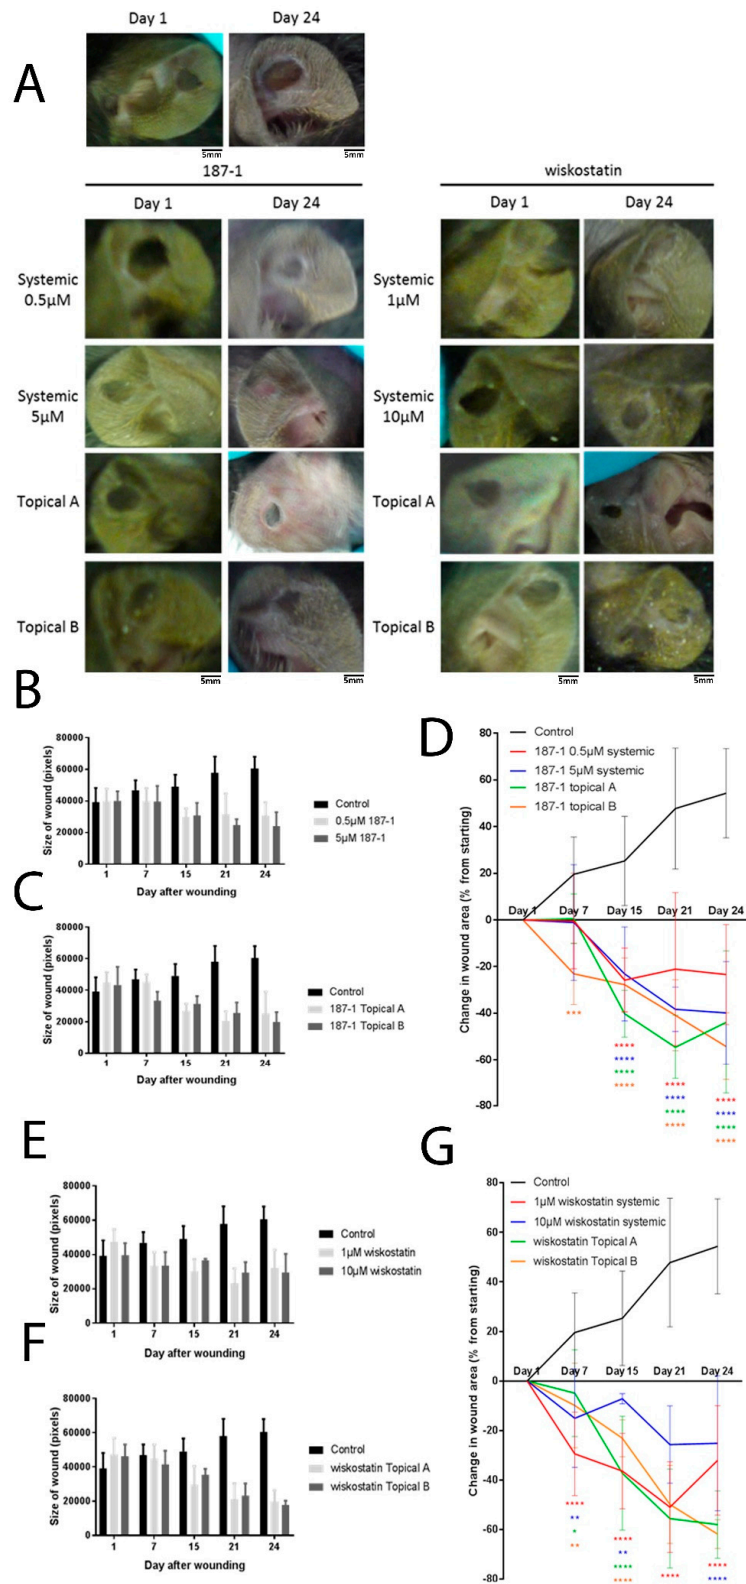 Day 1 Day 24
A
5mm 5mm
187-1 wiskostatin
Day 1 Day 24 Day 1 Day 24
Systemic 0.5µM
Systemic 1µM
Systemic 5µM
Systemic 10µM
Topical A Topical A
Topical B Topical B
5mm 5mm 5mm 5mm
B
Size of wound (pixels)
80000
60000
40000
20000
0
1 7 15 21 24
Day after wounding
Control
0.5µM 187-1
5µM 187-1
C
Size of wound (pixels)
80000
60000
40000
20000
0
1 7 15 21 24
Day after wounding
Control
187-1 Topical A
187-1 Topical B
D
Change in wound area (% from starting)
80
60
40
20
0
-20
-40
-60
-80
Control
187-1 0.5µM systemic
187-1 5µM systemic
187-1 topical A
187-1 topical B
Day 1 Day 7 Day 15 Day 21 Day 24
*** **** **** ****
**** **** ****
**** **** ****
**** **** ****
E
Size of wound (pixels)
80000
60000
40000
20000
0
1 7 15 21 24
Day after wounding
Control
1µM wiskostatin
10µM wiskostatin
F
Size of wound (pixels)
80000
60000
40000
20000
0
1 7 15 21 24
Day after wounding
Control
wiskostatin Topical A
wiskostatin Topical B
G
Change in wound area (% from starting)
80
60
40
20
0
-20
-40
-60
-80
Control
1µM wiskostatin systemic
10µM wiskostatin systemic
wiskostatin Topical A
wiskostatin Topical B
Day 1 Day 7 Day 15 Day 21 Day 24
**** **** **** ****
** ** ****
* ****
** ****